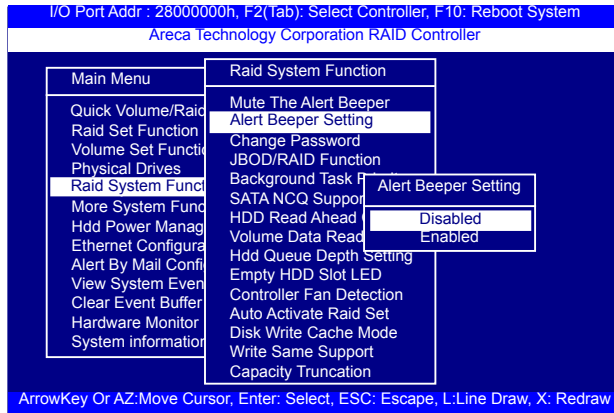 I/O Port Addr : 28000000h, F2(Tab): Select Controller, F10: Reboot System
Areca Technology Corporation RAID Controller
Main Menu
Quick Volume/Raid
Raid Set Function
Volume Set Functi
Physical Drives
Raid System Funct
More System Func
Hdd Power Manag
Ethernet Configura
Alert By Mail Confi
View System Even
Clear Event Buffer
Hardware Monitor
System information
Raid System Function
Mute The Alert Beeper
Alert Beeper Setting
Change Password
JBOD/RAID Function
Background Task Priority
SATA NCQ Suppor
HDD Read Ahead
Volume Data Read
Hdd Queue Depth Setting
Empty HDD Slot LED
Controller Fan Detection
Auto Activate Raid Set
Disk Write Cache Mode
Write Same Support
Capacity Truncation
Alert Beeper Setting
Disabled
Enabled
ArrowKey Or AZ:Move Cursor, Enter: Select, ESC: Escape, L:Line Draw, X: Redraw